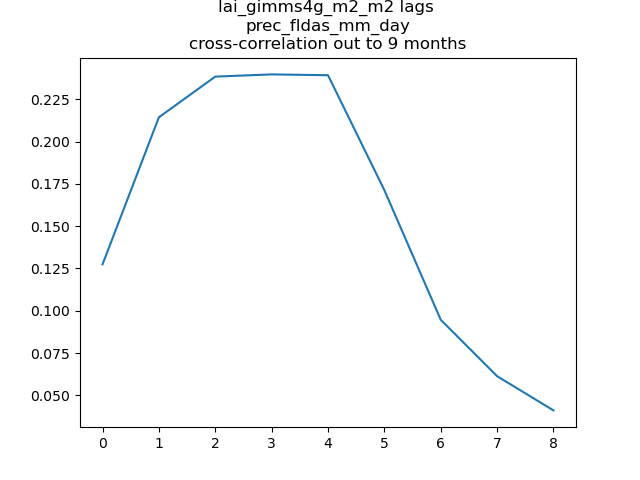 lai_gimms4g_m2_m2 lags
prec_fldas_mm_day
cross-correlation out to 9 months
0.225
0.200
0.175
0.150
0.125
0.100
0.075
0.050
0 1 2 3 4 5 6 7 8